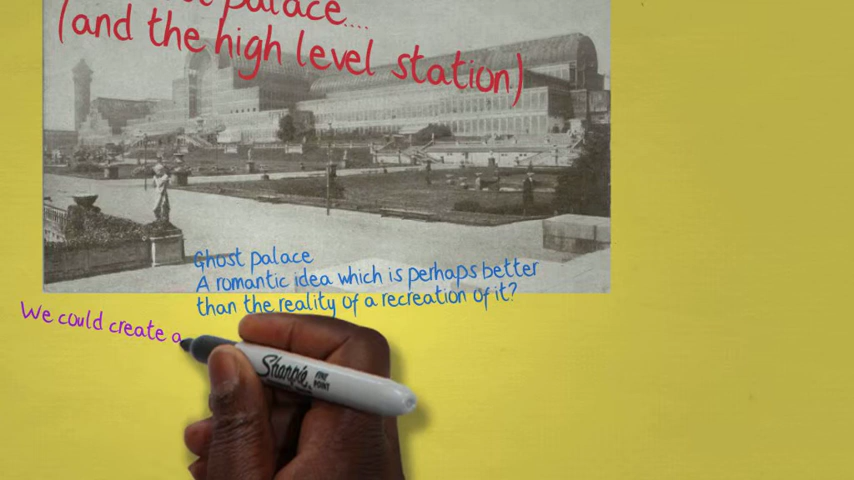 palace....
(and the high level station)
Ghost palace
A romantic idea which is perhaps better
than the reality of a recreation of it?
We could create a
Sharpie
FINE
POINT